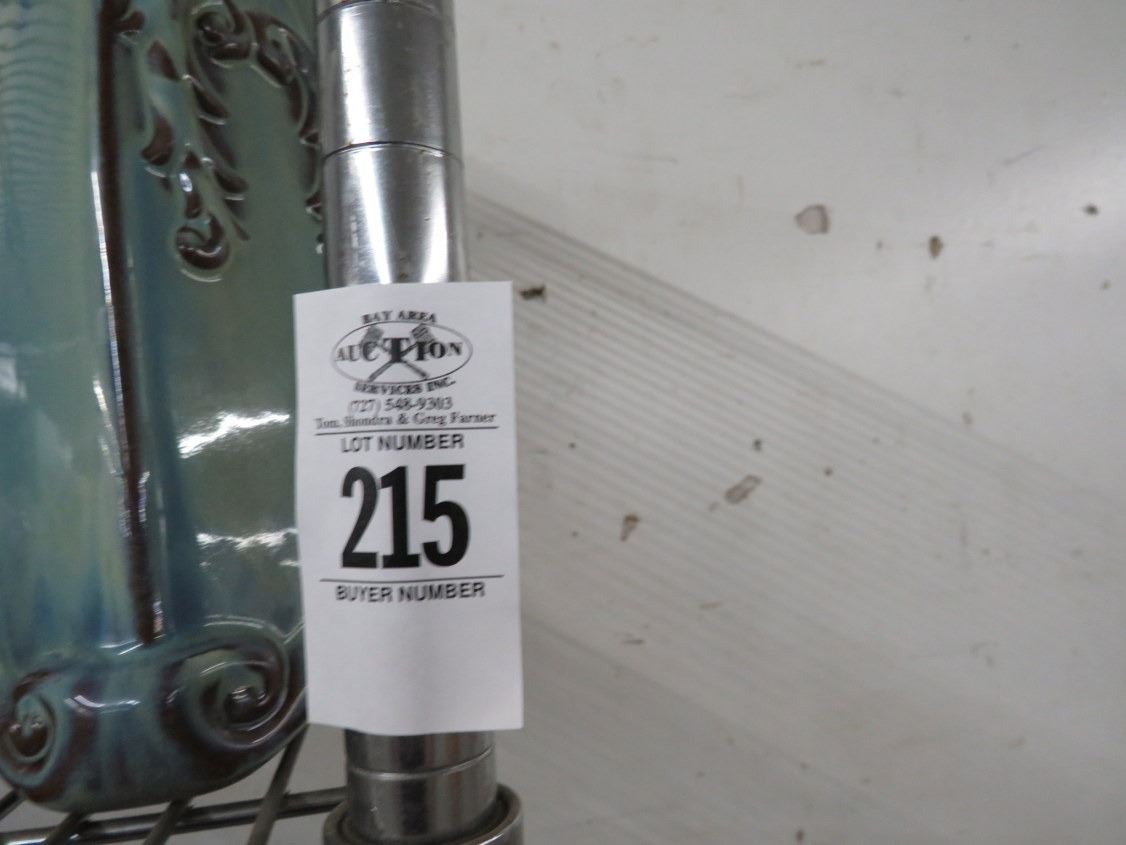 BAY AREA
AUCTION
SERVICES INC.
(727) 548-9303
Tom, Shondra & Greg Farner
LOT NUMBER
215
BUYER NUMBER